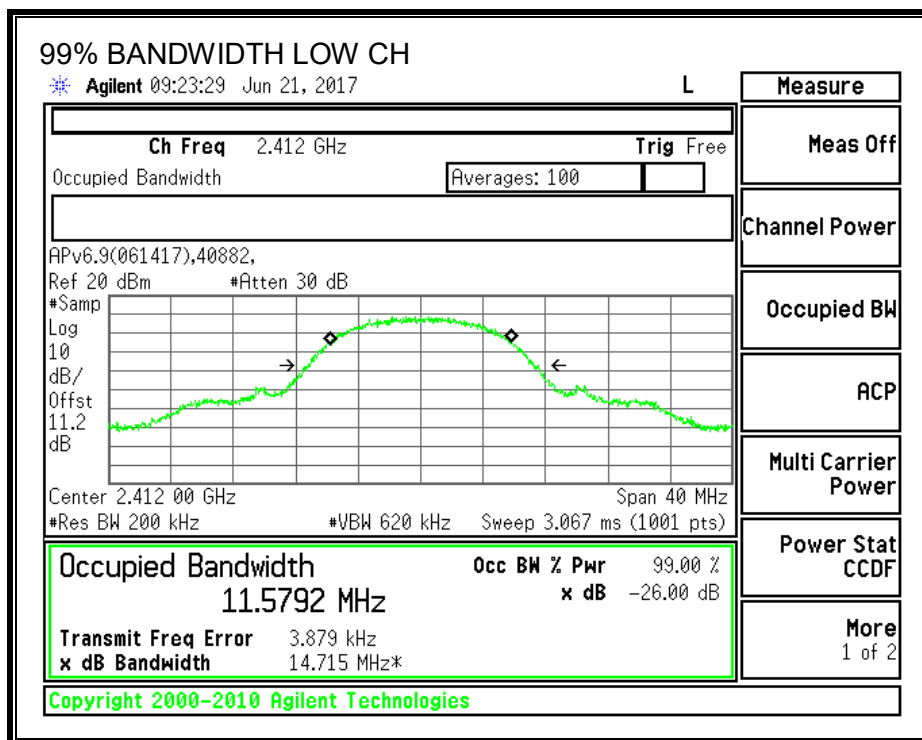 99% BANDWIDTH LOW CH
Agilent 09:23:29 Jun 21, 2017 L
Measure
Ch Freq 2.412 GHz Trig Free
Meas Off
Occupied Bandwidth Averages: 100
Channel Power
APv6.9(061417),40882,
Ref 20 dBm #Atten 30 dB
#Samp
Log
10
dB/
Offst
11.2
dB
Occupied BW
ACP
Multi Carrier
Power
Center 2.412 00 GHz Span 40 MHz
#Res BW 200 kHz #VBW 620 kHz Sweep 3.067 ms (1001 pts)
Power Stat
CCDF
Occupied Bandwidth Occ BW % Pwr 99.00 %
11.5792 MHz x dB -26.00 dB
Transmit Freq Error 3.879 kHz
x dB Bandwidth 14.715 MHz*
More
1 of 2
Copyright 2000-2010 Agilent Technologies